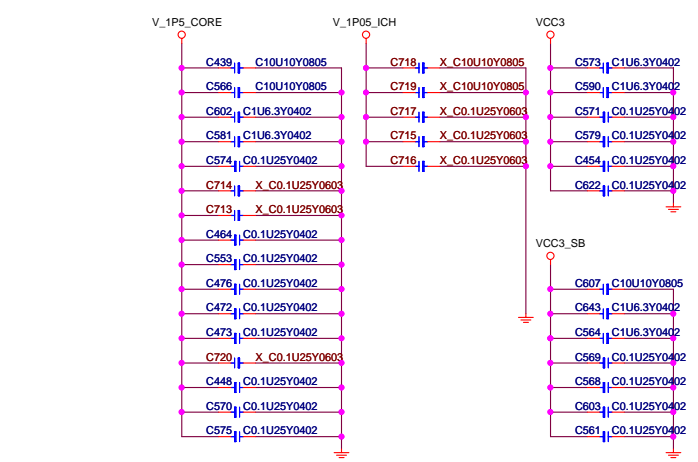 V_1P5_CORE
C439 C10U10Y0805
C566 C10U10Y0805
C602 C1U6.3Y0402
C581 C1U6.3Y0402
C574 C0.1U25Y0402
C714 X_C0.1U25Y0603
C713 X_C0.1U25Y0603
C464 C0.1U25Y0402
C553 C0.1U25Y0402
C476 C0.1U25Y0402
C472 C0.1U25Y0402
C473 C0.1U25Y0402
C720 X_C0.1U25Y0603
C448 C0.1U25Y0402
C570 C0.1U25Y0402
C575 C0.1U25Y0402
V_1P05_ICH
C718 X_C10U10Y0805
C719 X_C10U10Y0805
C717 X_C0.1U25Y0603
C715 X_C0.1U25Y0603
C716 X_C0.1U25Y0603
VCC3
C573 C1U6.3Y0402
C590 C1U6.3Y0402
C571 C0.1U25Y0402
C579 C0.1U25Y0402
C454 C0.1U25Y0402
C622 C0.1U25Y0402
VCC3_SB
C607 C10U10Y0805
C643 C1U6.3Y0402
C564 C1U6.3Y0402
C569 C0.1U25Y0402
C568 C0.1U25Y0402
C603 C0.1U25Y0402
C561 C0.1U25Y0402